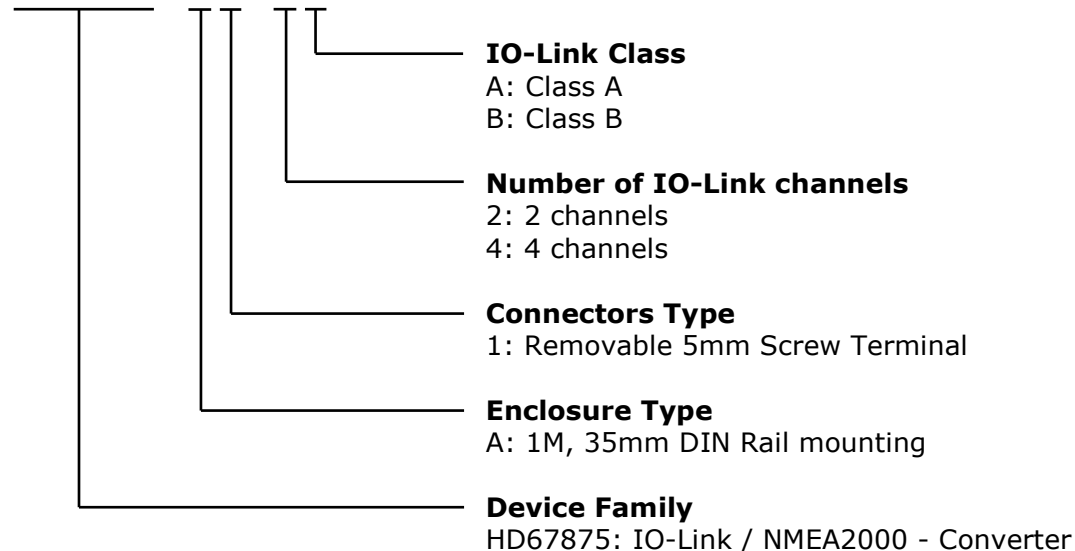 IO-Link Class
A: Class A
B: Class B
Number of IO-Link channels
2: 2 channels
4: 4 channels
Connectors Type
1: Removable 5mm Screw Terminal
Enclosure Type
A: 1M, 35mm DIN Rail mounting
Device Family
HD67875: IO-Link / NMEA2000 - Converter